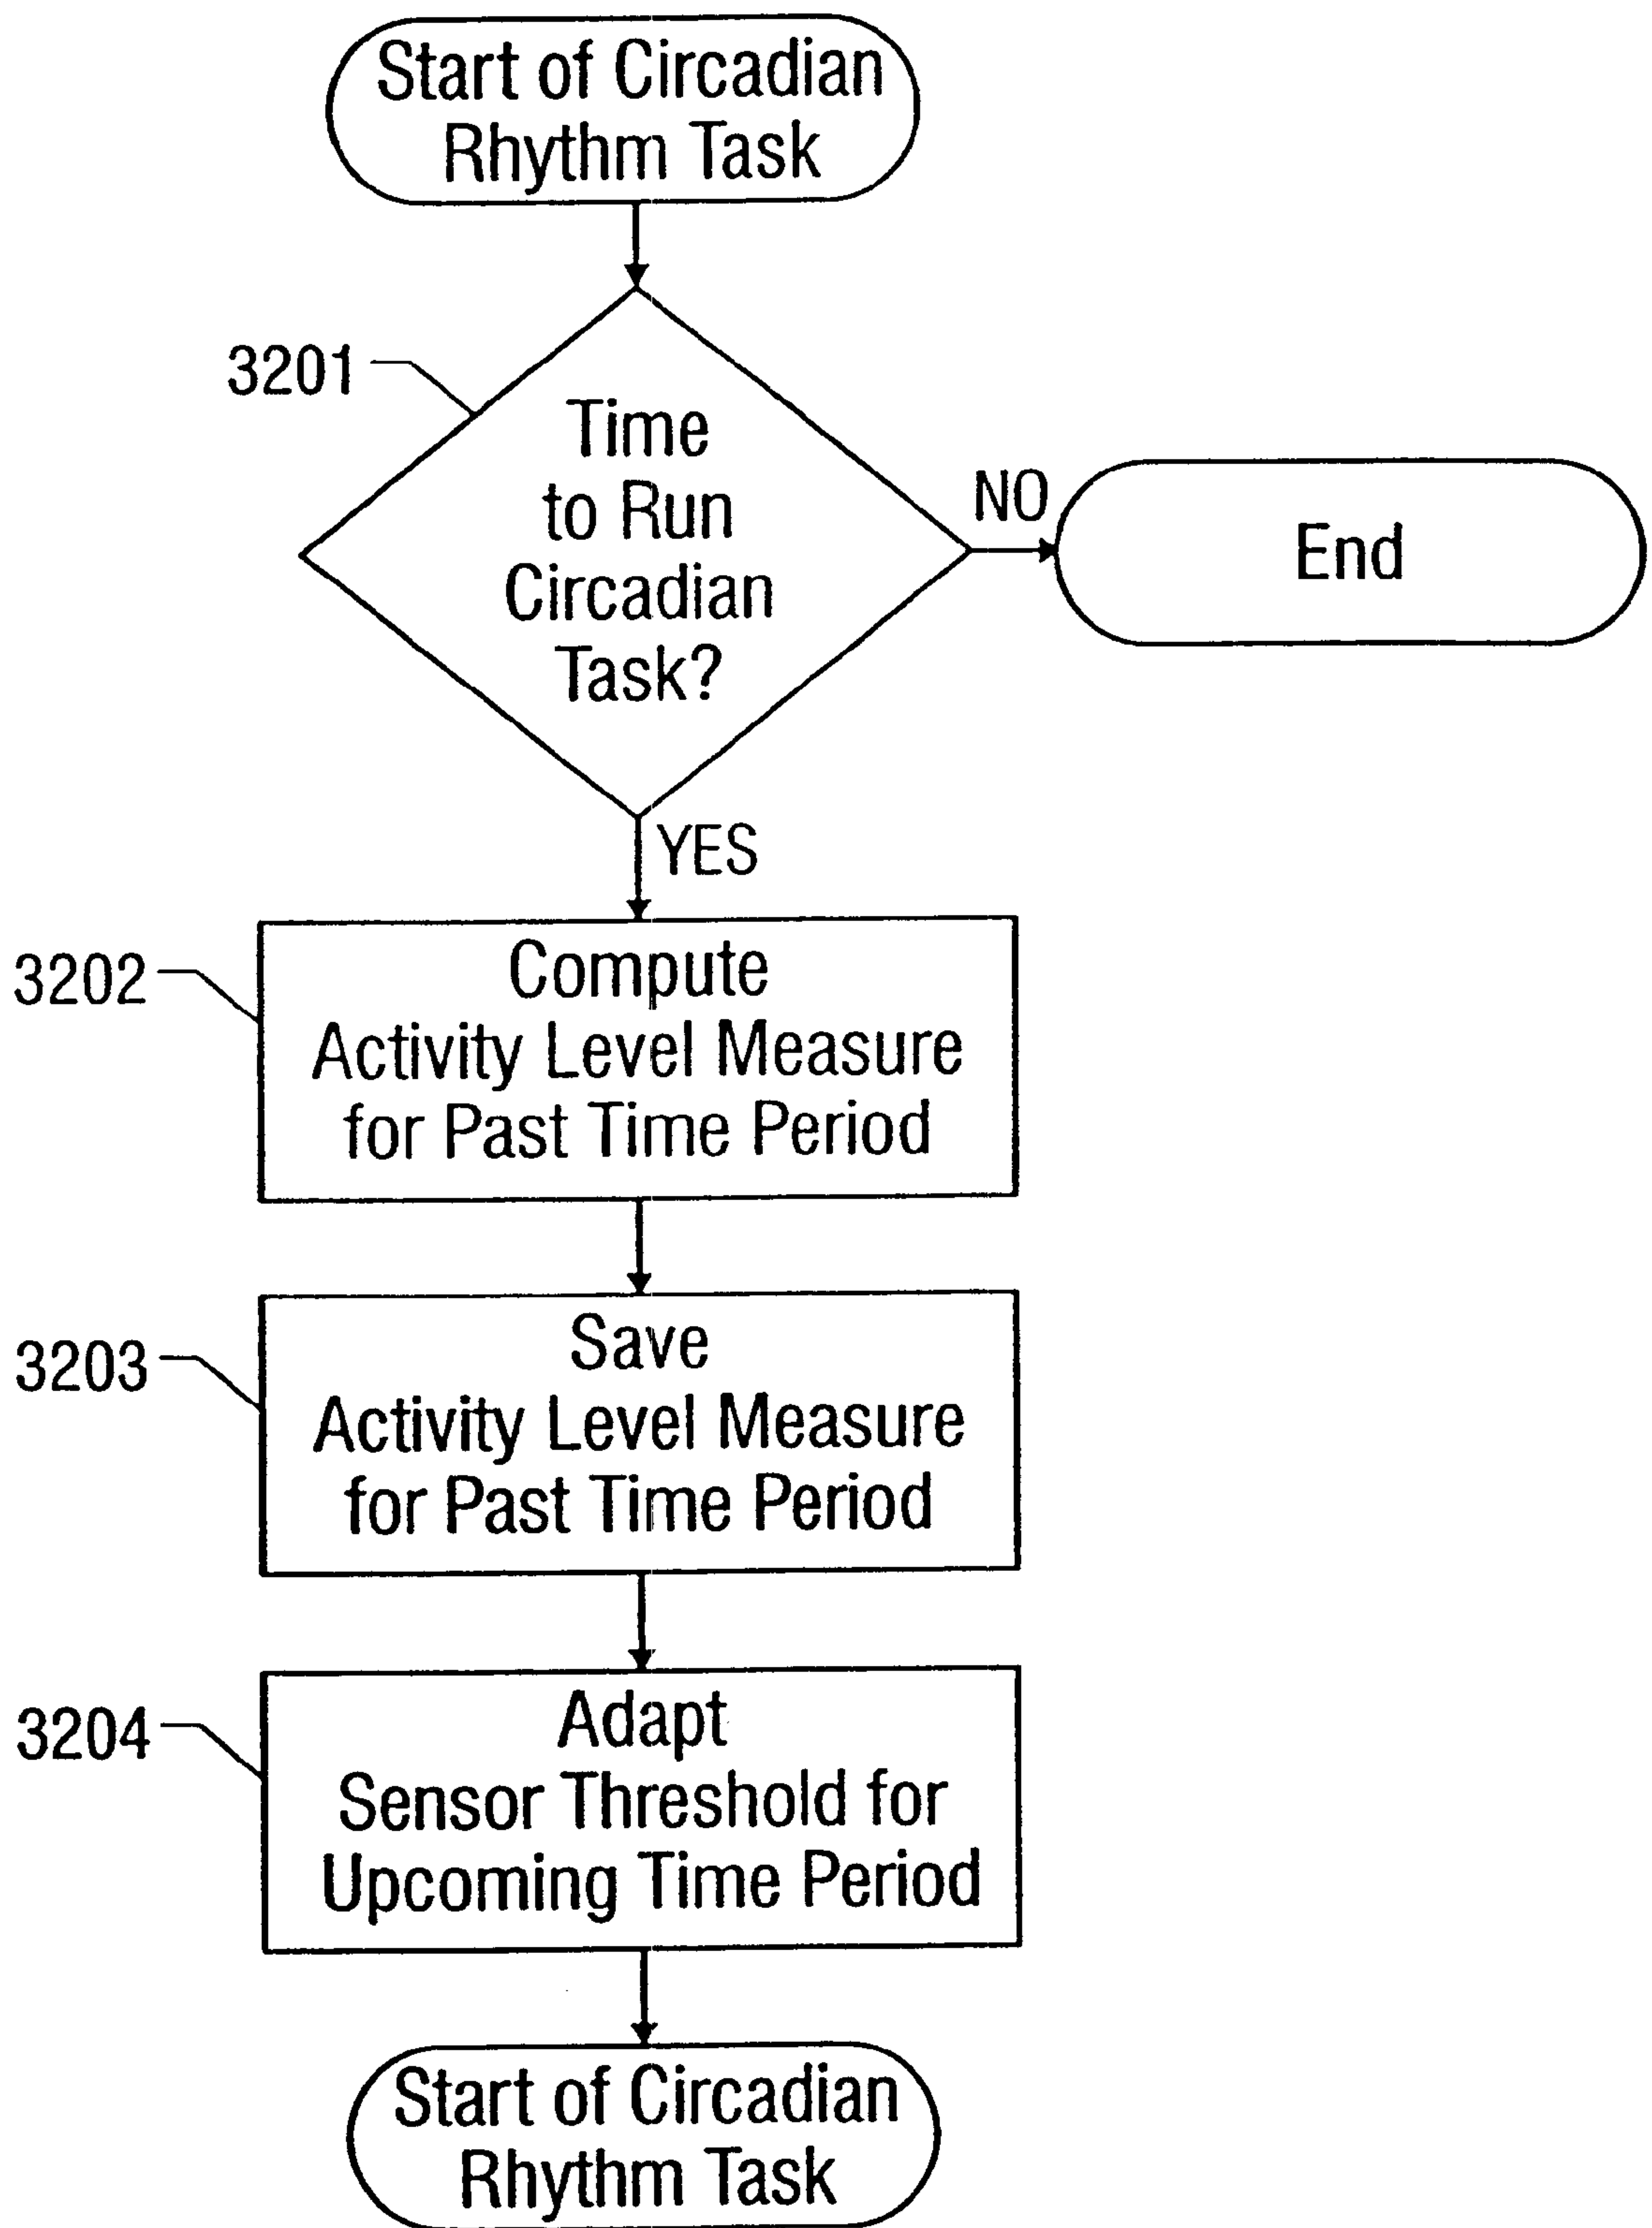 Start of Circadian
Rhythm Task
3201
Time
to Run
Circadian
Task?
NO
End
YES
3202
Compute
Activity Level Measure
for Past Time Period
3203
Save
Activity Level Measure
for Past Time Period
3204
Adapt
Sensor Threshold for
Upcoming Time Period
Start of Circadian
Rhythm Task